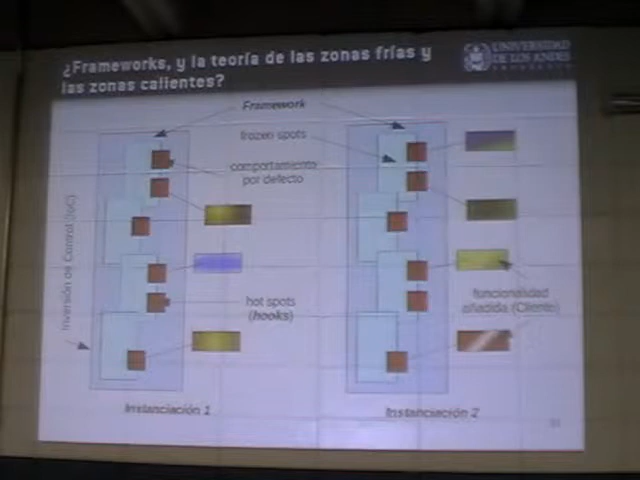 ¿Frameworks, y la teoría de las zonas frías y
las zonas calientes?
UNIVERSIDAD
DE LOS ANDES
Framework
frozen spots
comportamiento
por defecto
Inversión de Control (IoC)
hot spots
(hooks)
funcionalidad
añadida (Cliente)
Instanciación 1
Instanciación 2